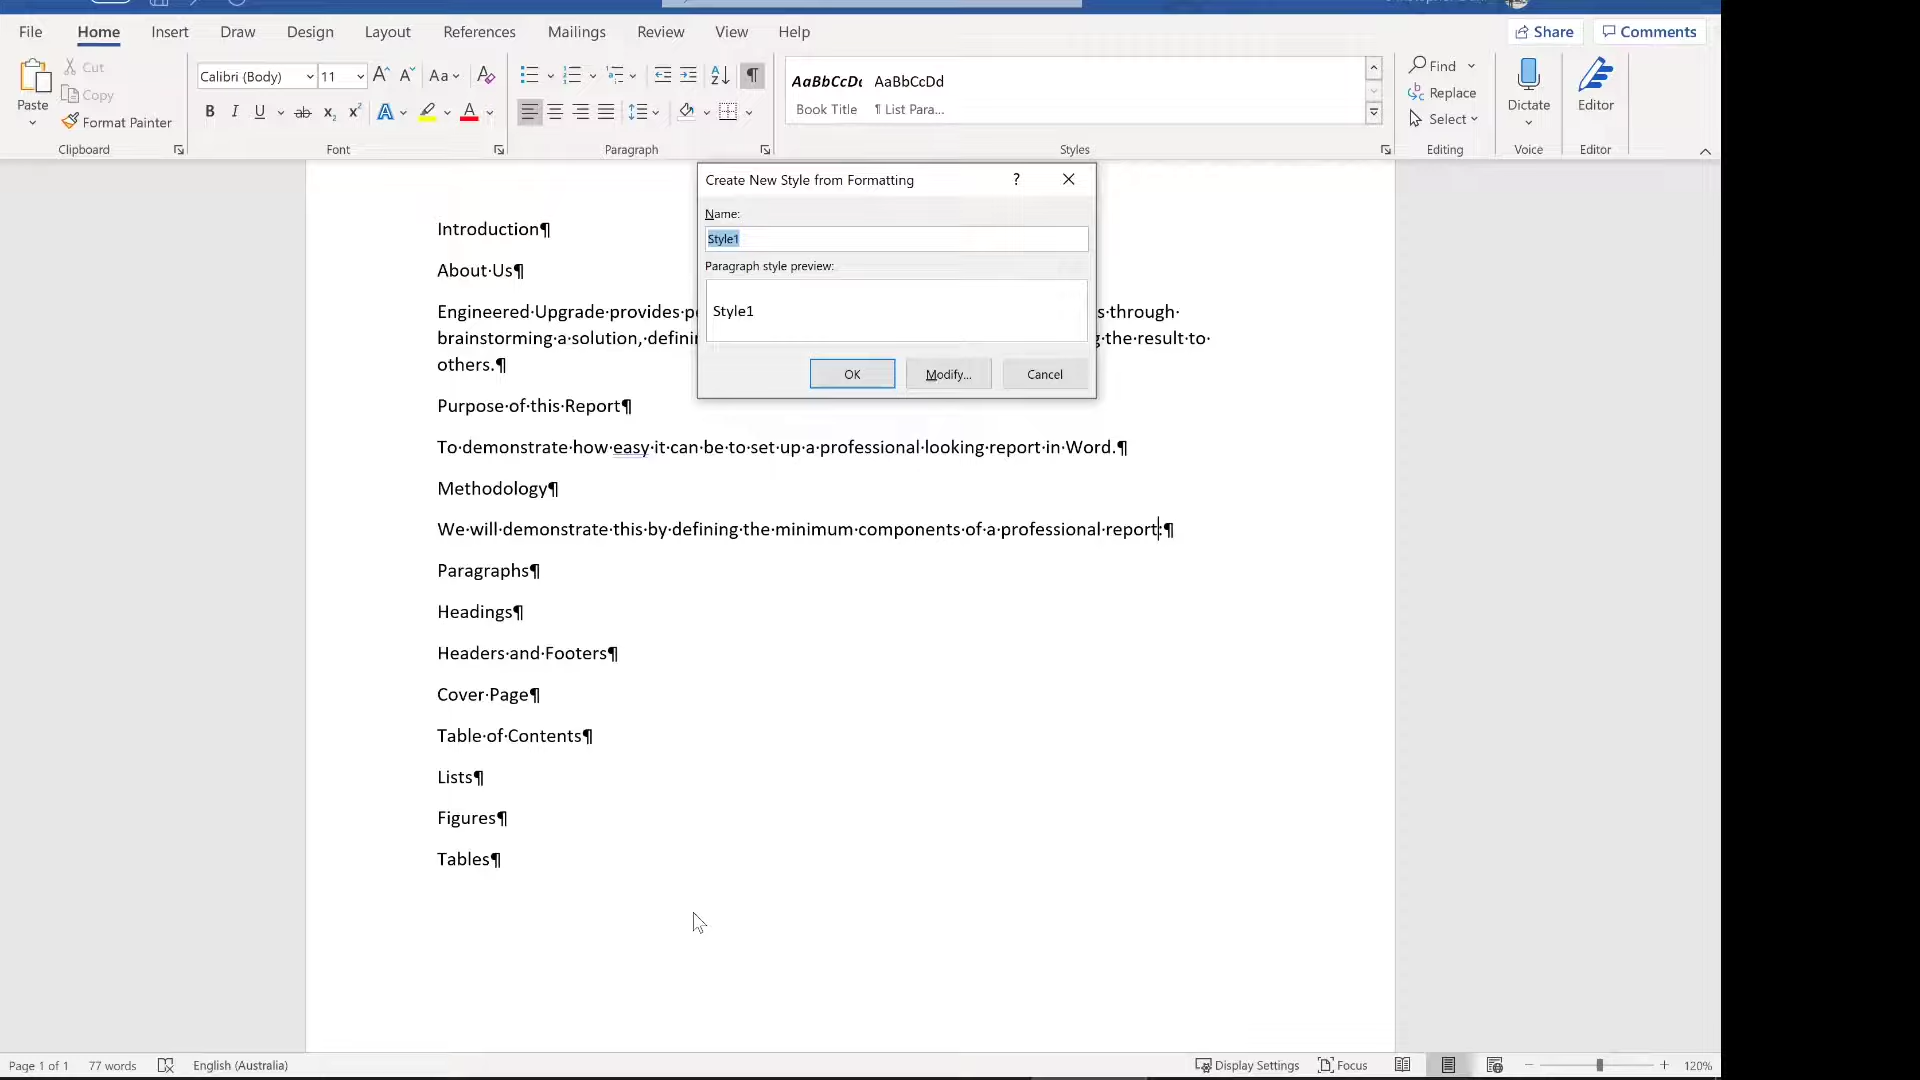 File Home Insert Draw Design Layout References Mailings Review View Help Share Comments
Paste Cut Copy Format Painter
Clipboard
Calibri (Body) 11
Font
Paragraph
AaBbCcDc AaBbCcDd
Book Title ¶ List Para...
Styles
Find
Replace
Select
Editing
Dictate
Voice
Editor
Editor
Create New Style from Formatting
Name:
Style1
Paragraph style preview:
Style1
OK Modify... Cancel
Introduction¶
About·Us¶
Engineered·Upgrade·provides· s·through·
brainstorming·a·solution,· g·the·result·to·
others.¶
Purpose·of·this·Report¶
To·demonstrate·how·easy·it·can·be·to·set·up·a·professional·looking·report·in·Word.¶
Methodology¶
We·will·demonstrate·this·by·defining·the·minimum·components·of·a·professional·report:¶
Paragraphs¶
Headings¶
Headers·and·Footers¶
Cover·Page¶
Table·of·Contents¶
Lists¶
Figures¶
Tables¶
Page 1 of 1 77 words English (Australia) Display Settings Focus 120%